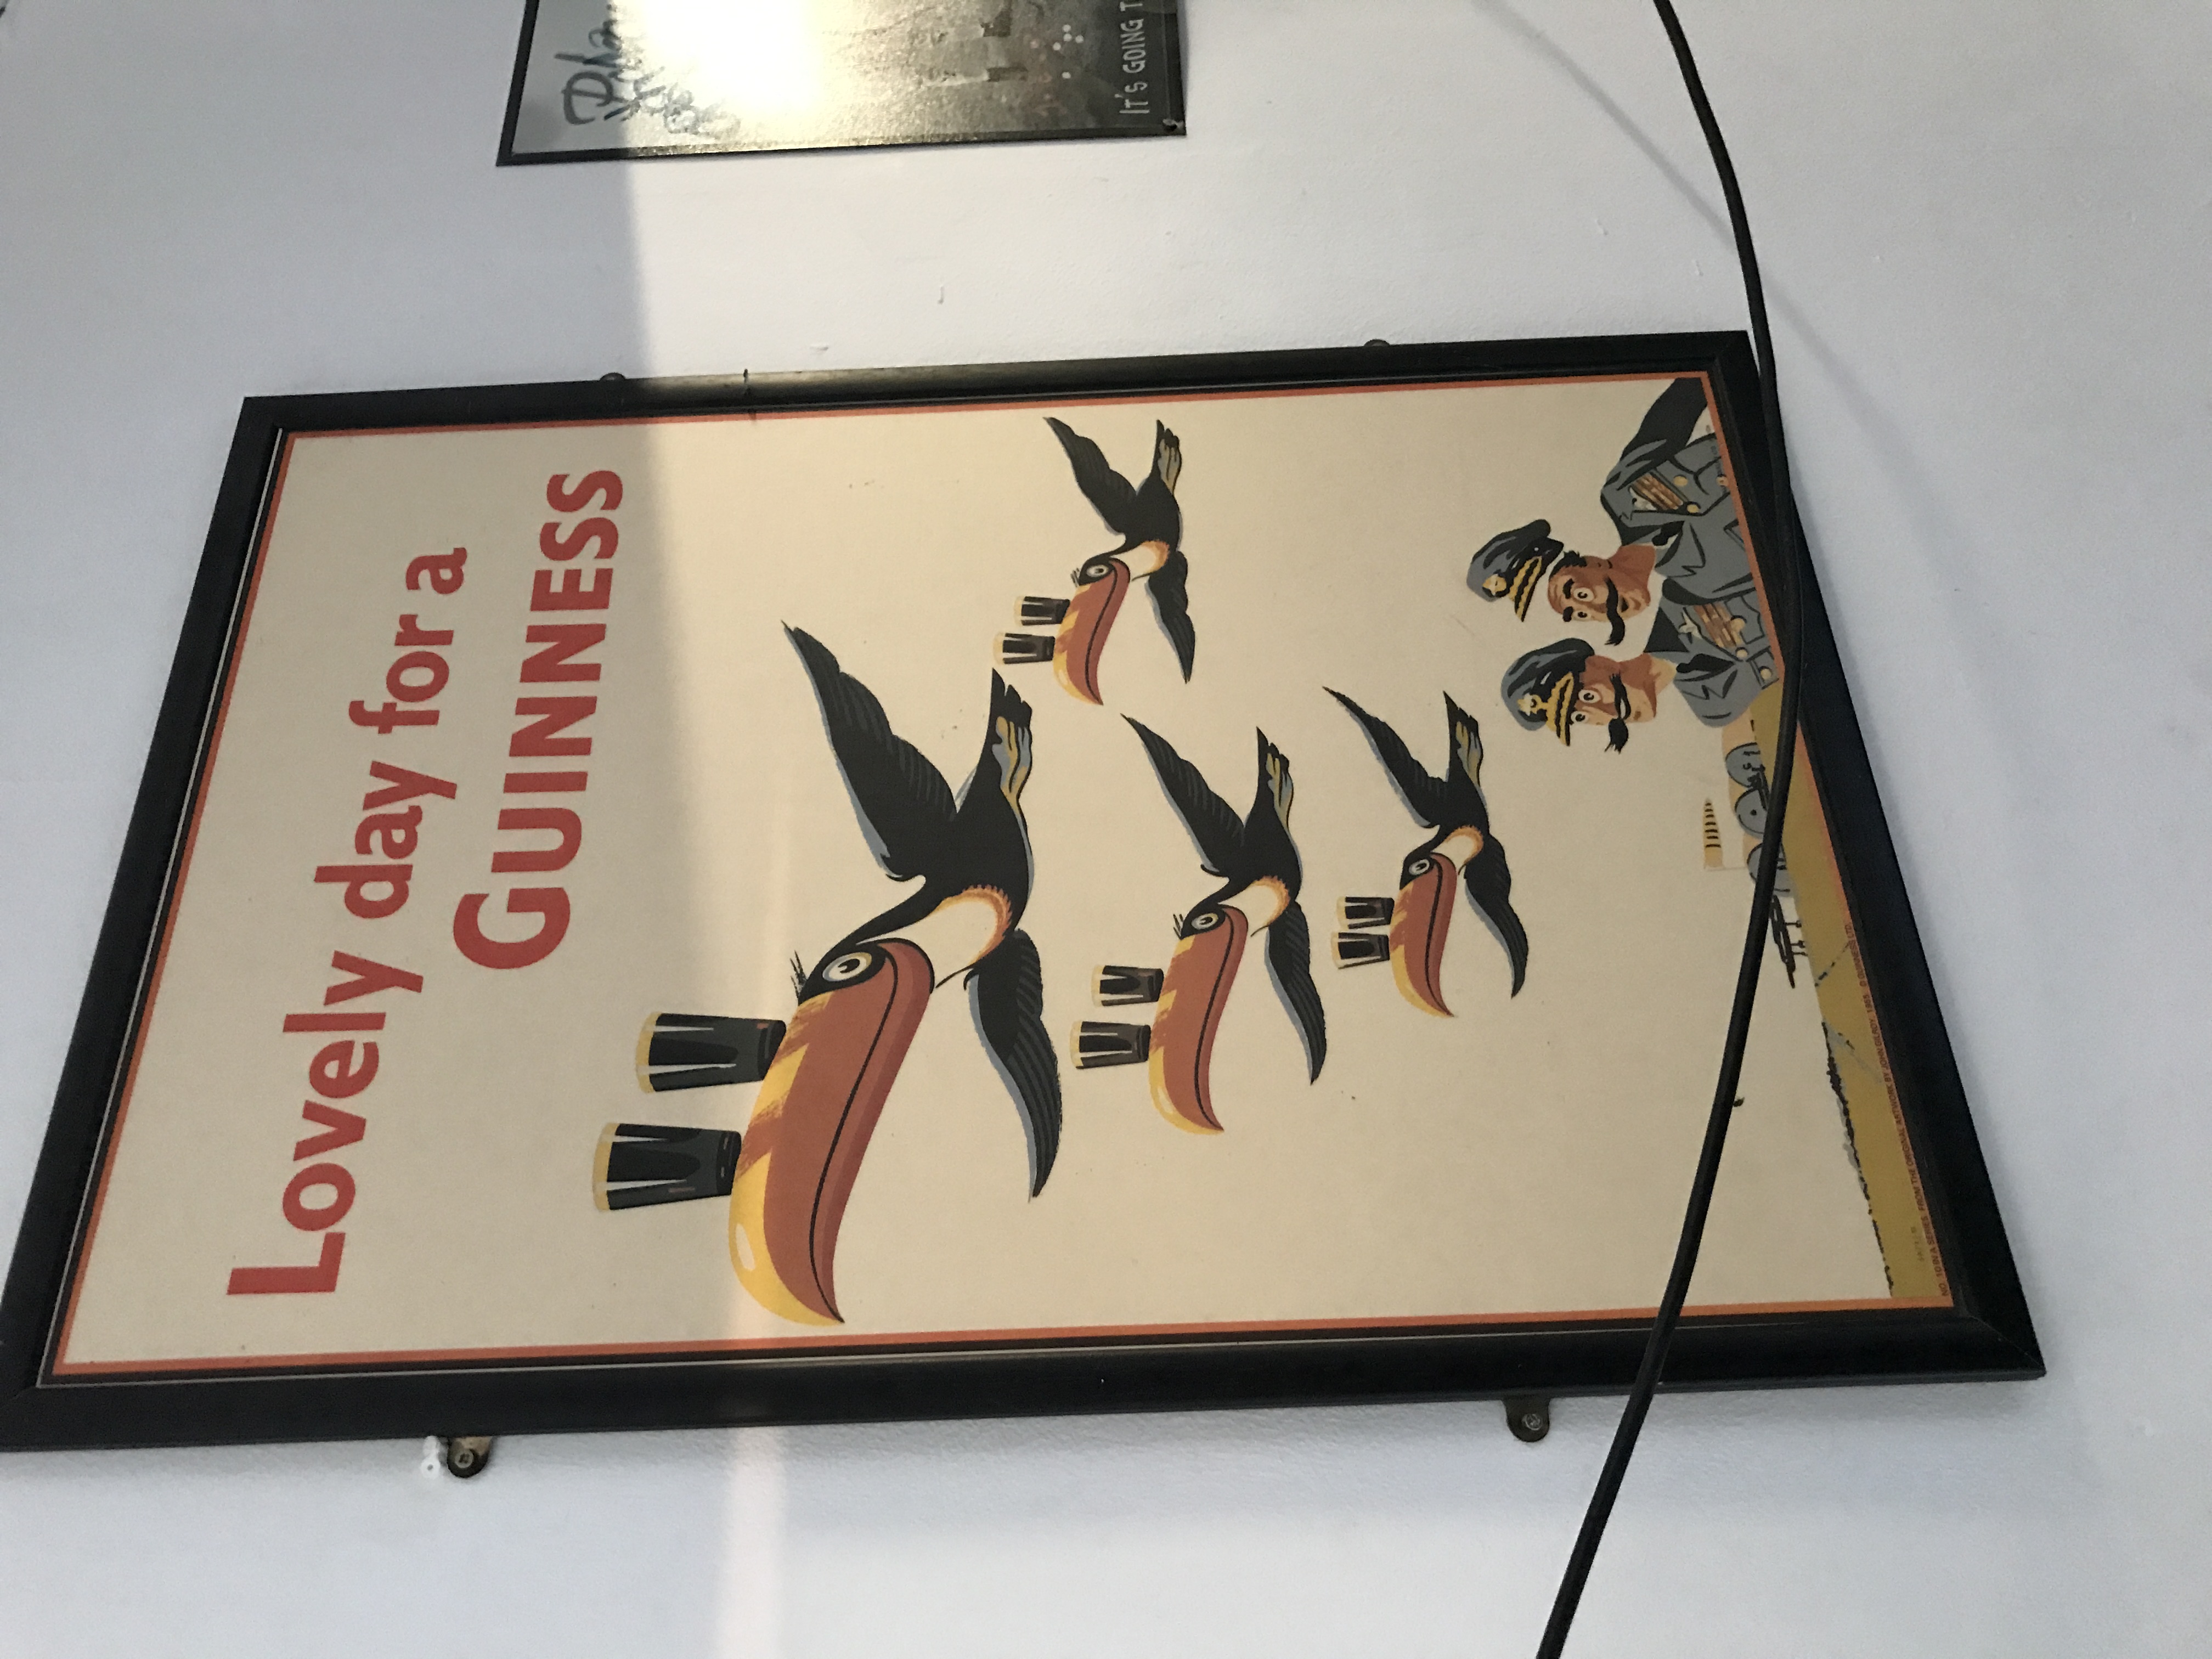 Lovely day for a
GUINNESS
IT'S GOING T